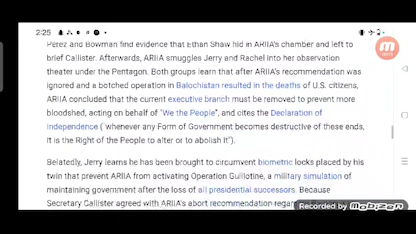 2:25
Perez and Bowman find evidence that Ethan Shaw hid in ARIIA's chamber and left to
brief Callister. Afterwards, ARIIA smuggles Jerry and Rachel into her observation
theater under the Pentagon. Both groups learn that after ARIIA's recommendation was
ignored and a botched operation in Balochistan resulted in the deaths of U.S. citizens,
ARIIA concluded that the current executive branch must be removed to prevent more
bloodshed, acting on behalf of "We the People", and cites the Declaration of
Independence ("whenever any Form of Government becomes destructive of these ends,
it is the Right of the People to alter or to abolish it").
Belatedly, Jerry learns he has been brought to circumvent biometric locks placed by his
twin that prevent ARIIA from activating Operation Guillotine, a military simulation of
maintaining government after the loss of all presidential successors. Because
Secretary Callister agreed with ARIIA's abort recommendation
Recorded by Mobizen